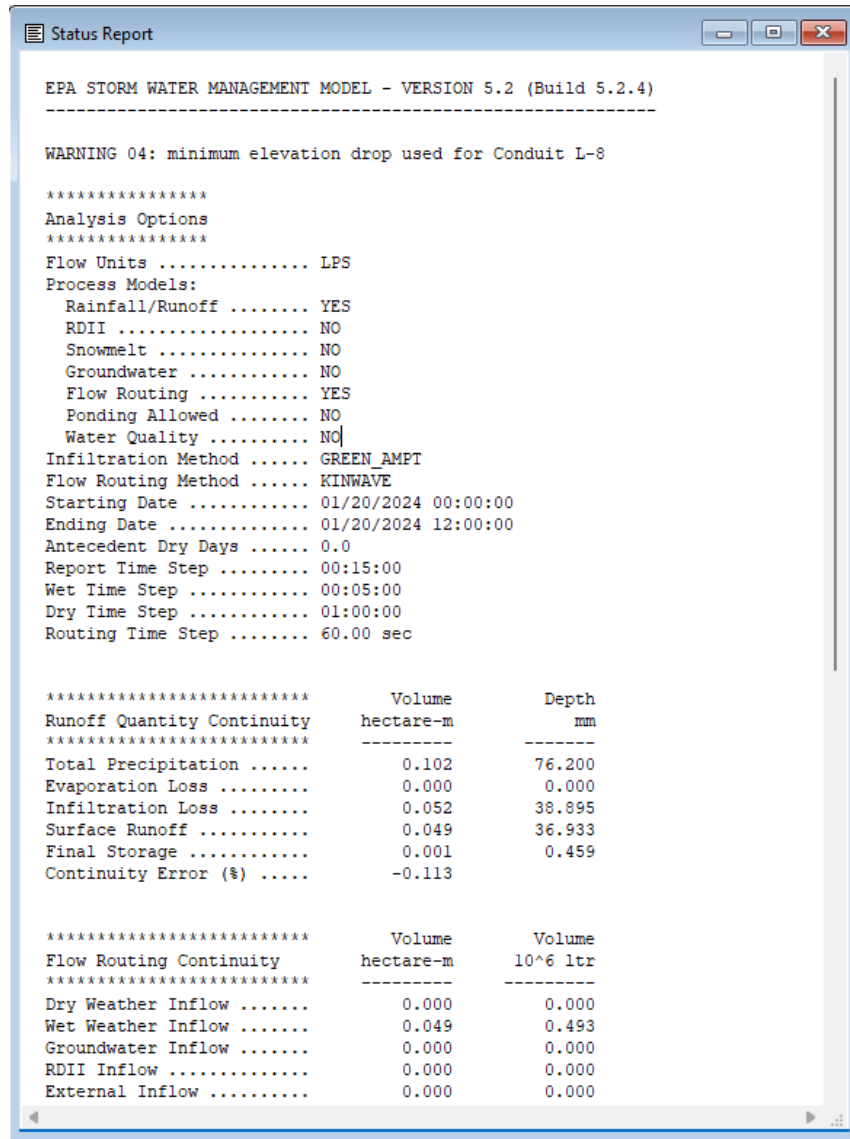 Status Report
EPA STORM WATER MANAGEMENT MODEL - VERSION 5.2 (Build 5.2.4)
------------------------------------------------------------
WARNING 04: minimum elevation drop used for Conduit L-8
****************
Analysis Options
****************
Flow Units ............... LPS
Process Models:
  Rainfall/Runoff ........ YES
  RDII ................... NO
  Snowmelt ............... NO
  Groundwater ............ NO
  Flow Routing ........... YES
  Ponding Allowed ........ NO
  Water Quality .......... NO
Infiltration Method ...... GREEN_AMPT
Flow Routing Method ...... KINWAVE
Starting Date ............ 01/20/2024 00:00:00
Ending Date .............. 01/20/2024 12:00:00
Antecedent Dry Days ...... 0.0
Report Time Step ......... 00:15:00
Wet Time Step ............ 00:05:00
Dry Time Step ............ 01:00:00
Routing Time Step ........ 60.00 sec
**************************        Volume         Depth
Runoff Quantity Continuity     hectare-m            mm
**************************     ---------       -------
Total Precipitation ......         0.102        76.200
Evaporation Loss .........         0.000         0.000
Infiltration Loss ........         0.052        38.895
Surface Runoff ...........         0.049        36.933
Final Storage ............         0.001         0.459
Continuity Error (%) .....        -0.113
**************************        Volume        Volume
Flow Routing Continuity        hectare-m      10^6 ltr
**************************     ---------     ---------
Dry Weather Inflow .......         0.000         0.000
Wet Weather Inflow .......         0.049         0.493
Groundwater Inflow .......         0.000         0.000
RDII Inflow ..............         0.000         0.000
External Inflow ..........         0.000         0.000